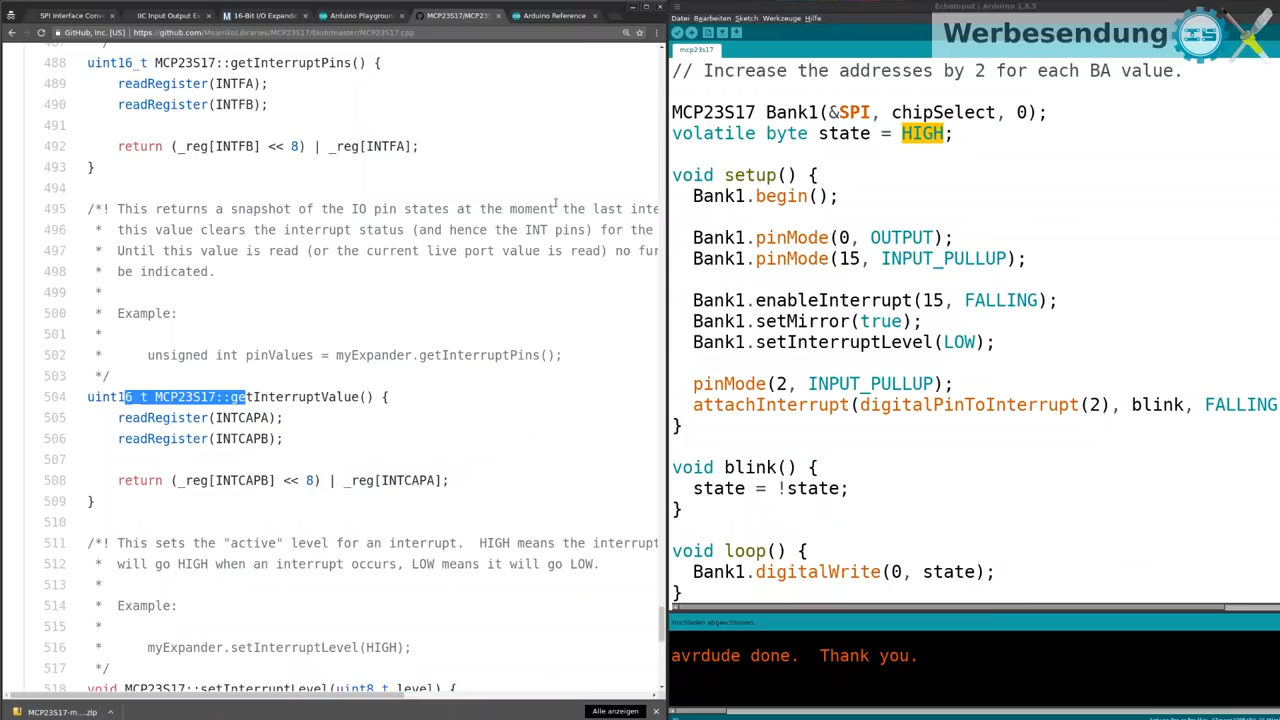 SPI Interface Conv
IIC Input Output Ex
16-Bit I/O Expande
Arduino Playgroun
MCP23S17/MCP23
Arduino Reference
GitHub, Inc. [US]
https://github.com/MajenkoLibraries/MCP23S17/blob/master/MCP23S17.cpp
487 */
488 uint16_t MCP23S17::getInterruptPins() {
489 readRegister(INTFA);
490 readRegister(INTFB);
491
492 return (_reg[INTFB] << 8) | _reg[INTFA];
493 }
494
495 /*! This returns a snapshot of the IO pin states at the moment the last inte
496 * this value clears the interrupt status (and hence the INT pins) for the
497 * Until this value is read (or the current live port value is read) no fur
498 * be indicated.
499 *
500 * Example:
501 *
502 * unsigned int pinValues = myExpander.getInterruptPins();
503 */
504 uint16_t MCP23S17::getInterruptValue() {
505 readRegister(INTCAPA);
506 readRegister(INTCAPB);
507
508 return (_reg[INTCAPB] << 8) | _reg[INTCAPA];
509 }
510
511 /*! This sets the "active" level for an interrupt. HIGH means the interrupt
512 * will go HIGH when an interrupt occurs, LOW means it will go LOW.
513 *
514 * Example:
515 *
516 * myExpander.setInterruptLevel(HIGH);
517 */
518 void MCP23S17::setInterruptLevel(uint8_t level) {
MCP23S17-m....zip
Alle anzeigen
EchoInput | Arduino 1.8.5
Datei Bearbeiten Sketch Werkzeuge Hilfe
Werbesendung
mcp23s17
// Increase the addresses by 2 for each BA value.
MCP23S17 Bank1(&SPI, chipSelect, 0);
volatile byte state = HIGH;
void setup() {
Bank1.begin();
Bank1.pinMode(0, OUTPUT);
Bank1.pinMode(15, INPUT_PULLUP);
Bank1.enableInterrupt(15, FALLING);
Bank1.setMirror(true);
Bank1.setInterruptLevel(LOW);
pinMode(2, INPUT_PULLUP);
attachInterrupt(digitalPinToInterrupt(2), blink, FALLING
}
void blink() {
state = !state;
}
void loop() {
Bank1.digitalWrite(0, state);
}
Hochladen abgeschlossen.
avrdude done. Thank you.